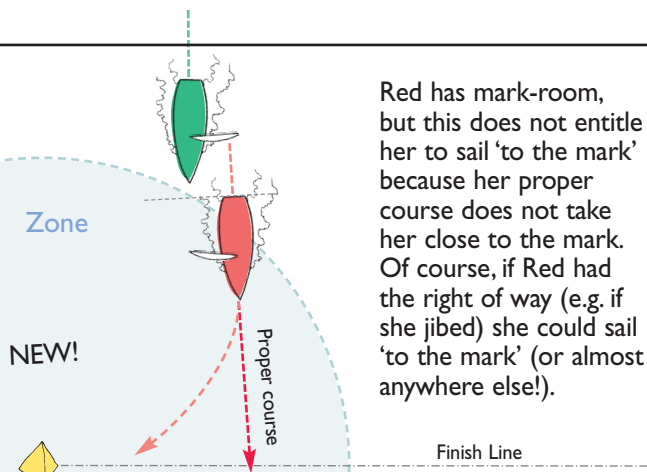 Red has mark-room,
but this does not entitle
her to sail ‘to the mark’
because her proper
course does not take
her close to the mark.
Of course, if Red had
the right of way (e.g. if
she jibed) she could sail
‘to the mark’ (or almost
anywhere else!).
Zone
NEW!
Proper course
Finish Line